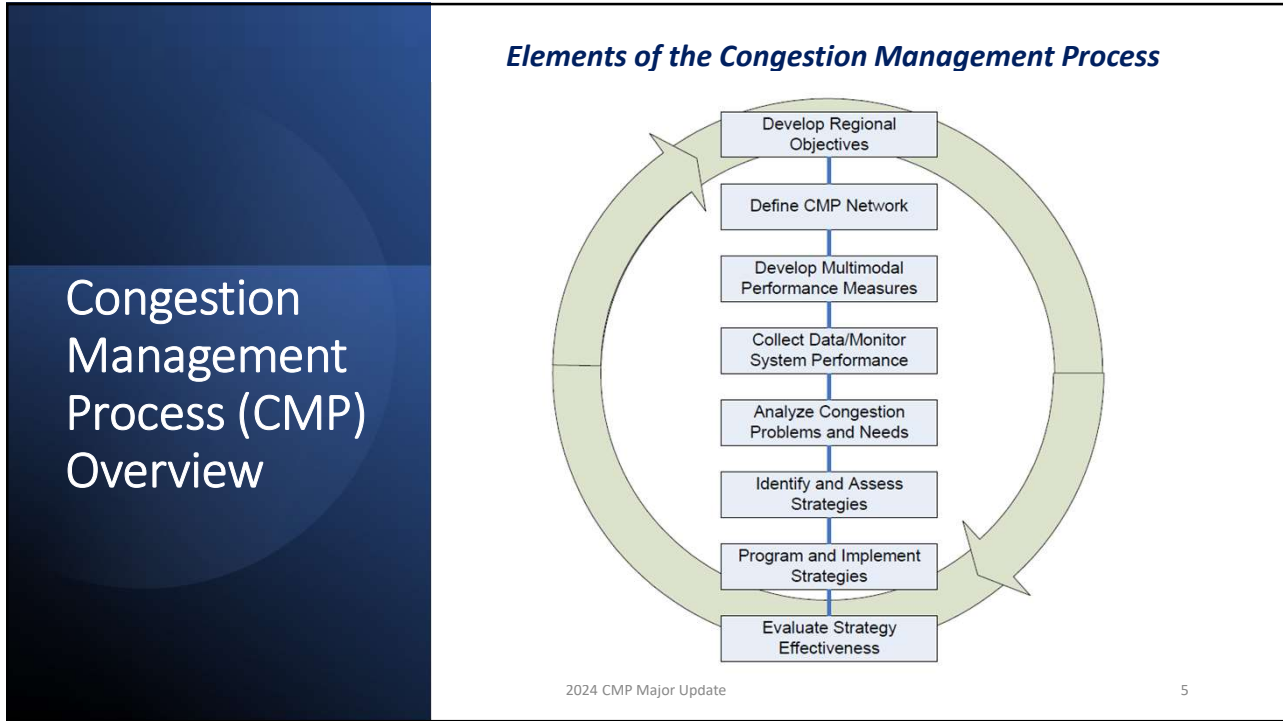 Elements of the Congestion Management Process
Congestion
Management
Process (CMP)
Overview
Develop Regional
Objectives
Define CMP Network
Develop Multimodal
Performance Measures
Collect Data/Monitor
System Performance
Analyze Congestion
Problems and Needs
Identify and Assess
Strategies
Program and Implement
Strategies
Evaluate Strategy
Effectiveness
2024 CMP Major Update
5